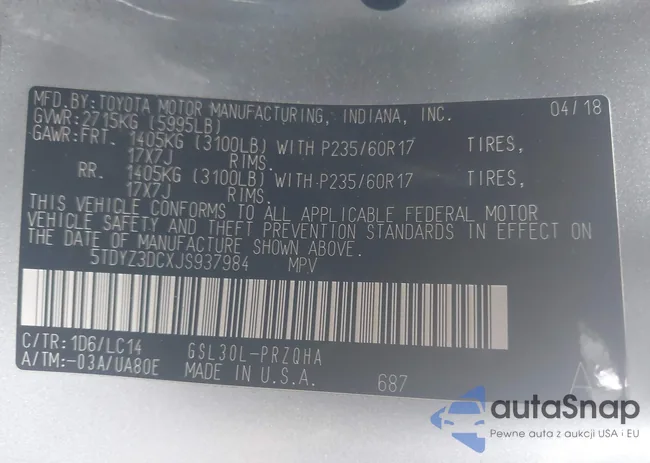 MFD.BY: TOYOTA MOTOR MANUFACTURING, INDIANA, INC. 04/18
GVWR: 2715KG (5995LB)
GAWR: FRT. 1405KG (3100LB) WITH P235/60R17 TIRES,
17X7J RIMS.
RR. 1405KG (3100LB) WITH P235/60R17 TIRES,
17X7J RIMS.
THIS VEHICLE CONFORMS TO ALL APPLICABLE FEDERAL MOTOR
VEHICLE SAFETY AND THEFT PREVENTION STANDARDS IN EFFECT ON
THE DATE OF MANUFACTURE SHOWN ABOVE.
5TDYZ3DCXJS937984 MPV
C/TR: 1D6/LC14 GSL30L-PRZQHA
A/TM:-03A/UA80E MADE IN U.S.A. 687
autaSnap
Pewne auta z aukcji USA i EU